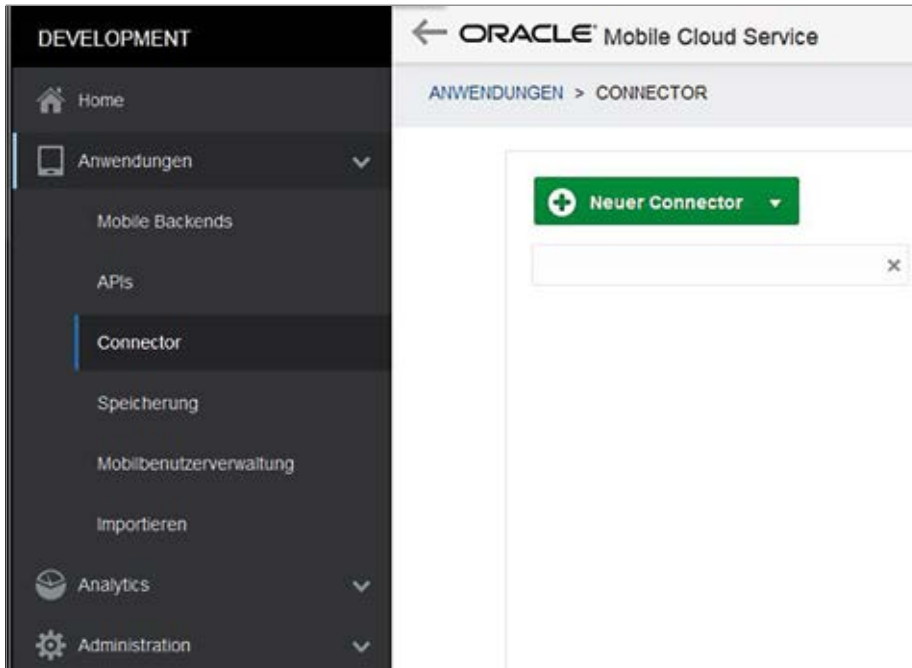 DEVELOPMENT
Home
Anwendungen
Mobile Backends
APIs
Connector
Speicherung
Mobilbenutzerverwaltung
Importieren
Analytics
Administration
ORACLE Mobile Cloud Service
ANWENDUNGEN > CONNECTOR
Neuer Connector